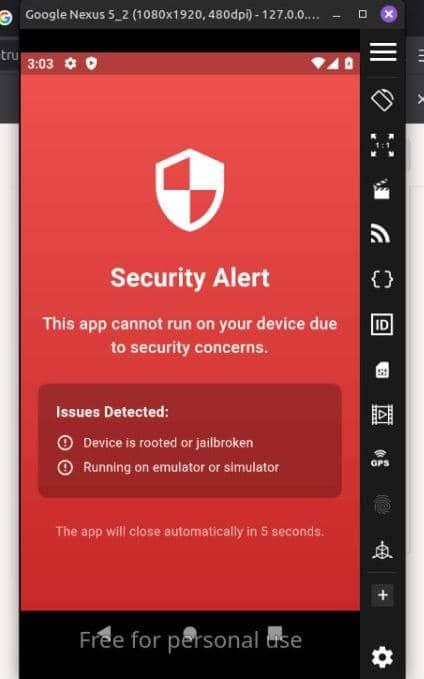 Google Nexus 5_2 (1080x1920, 480dpi) - 127.0.0....
tru
3:03
1:1
Security Alert
This app cannot run on your device due
to security concerns.
Issues Detected:
Device is rooted or jailbroken
Running on emulator or simulator
The app will close automatically in 5 seconds.
ID
GPS
Free for personal use